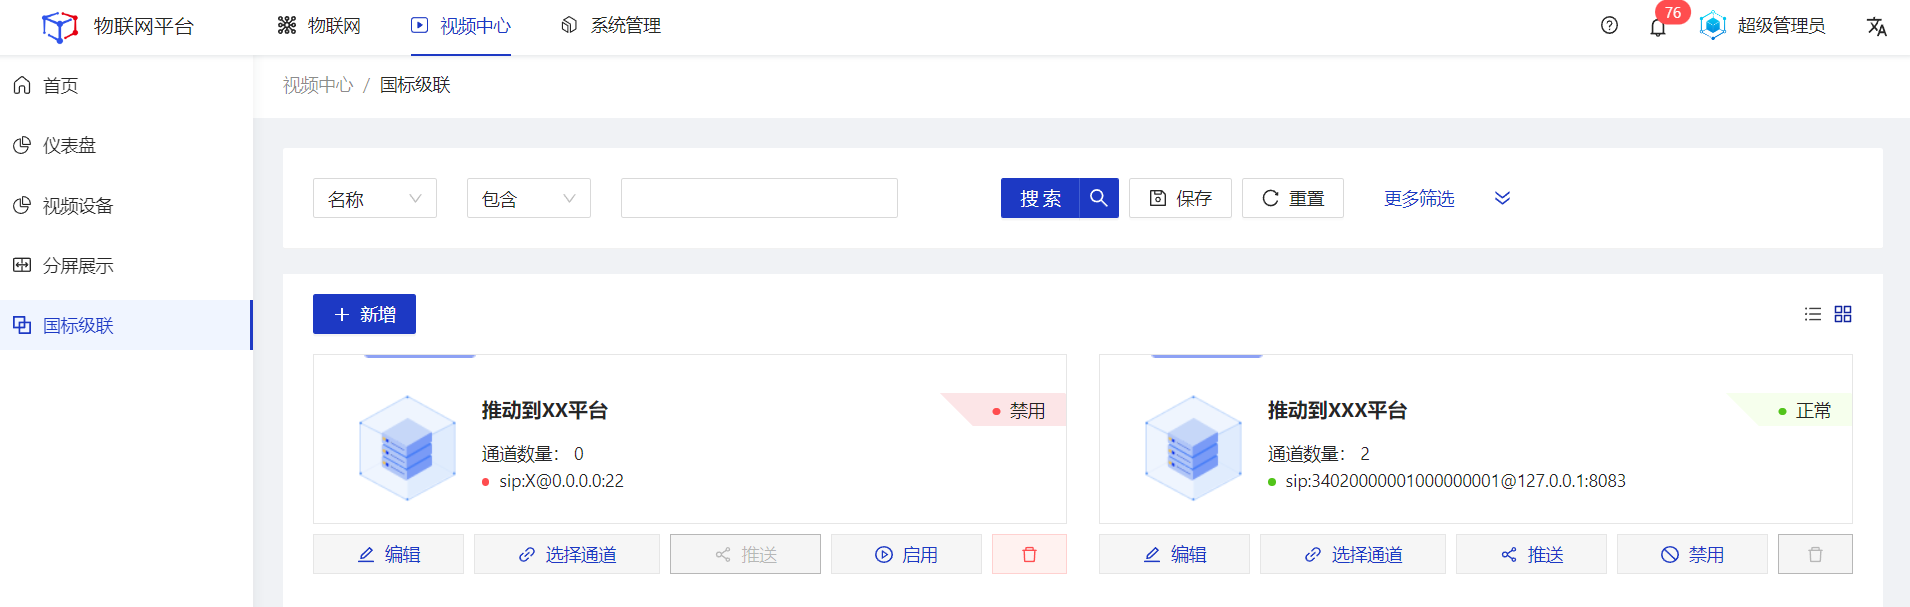 物联网平台
物联网
视频中心
系统管理
76
超级管理员
首页
仪表盘
视频设备
分屏展示
国标级联
视频中心 / 国标级联
名称
包含
搜索
保存
重置
更多筛选
新增
推动到XX平台
禁用
通道数量： 0
sip:X@0.0.0.0:22
编辑
选择通道
推送
启用
推动到XXX平台
正常
通道数量： 2
sip:34020000001000000001@127.0.0.1:8083
编辑
选择通道
推送
禁用